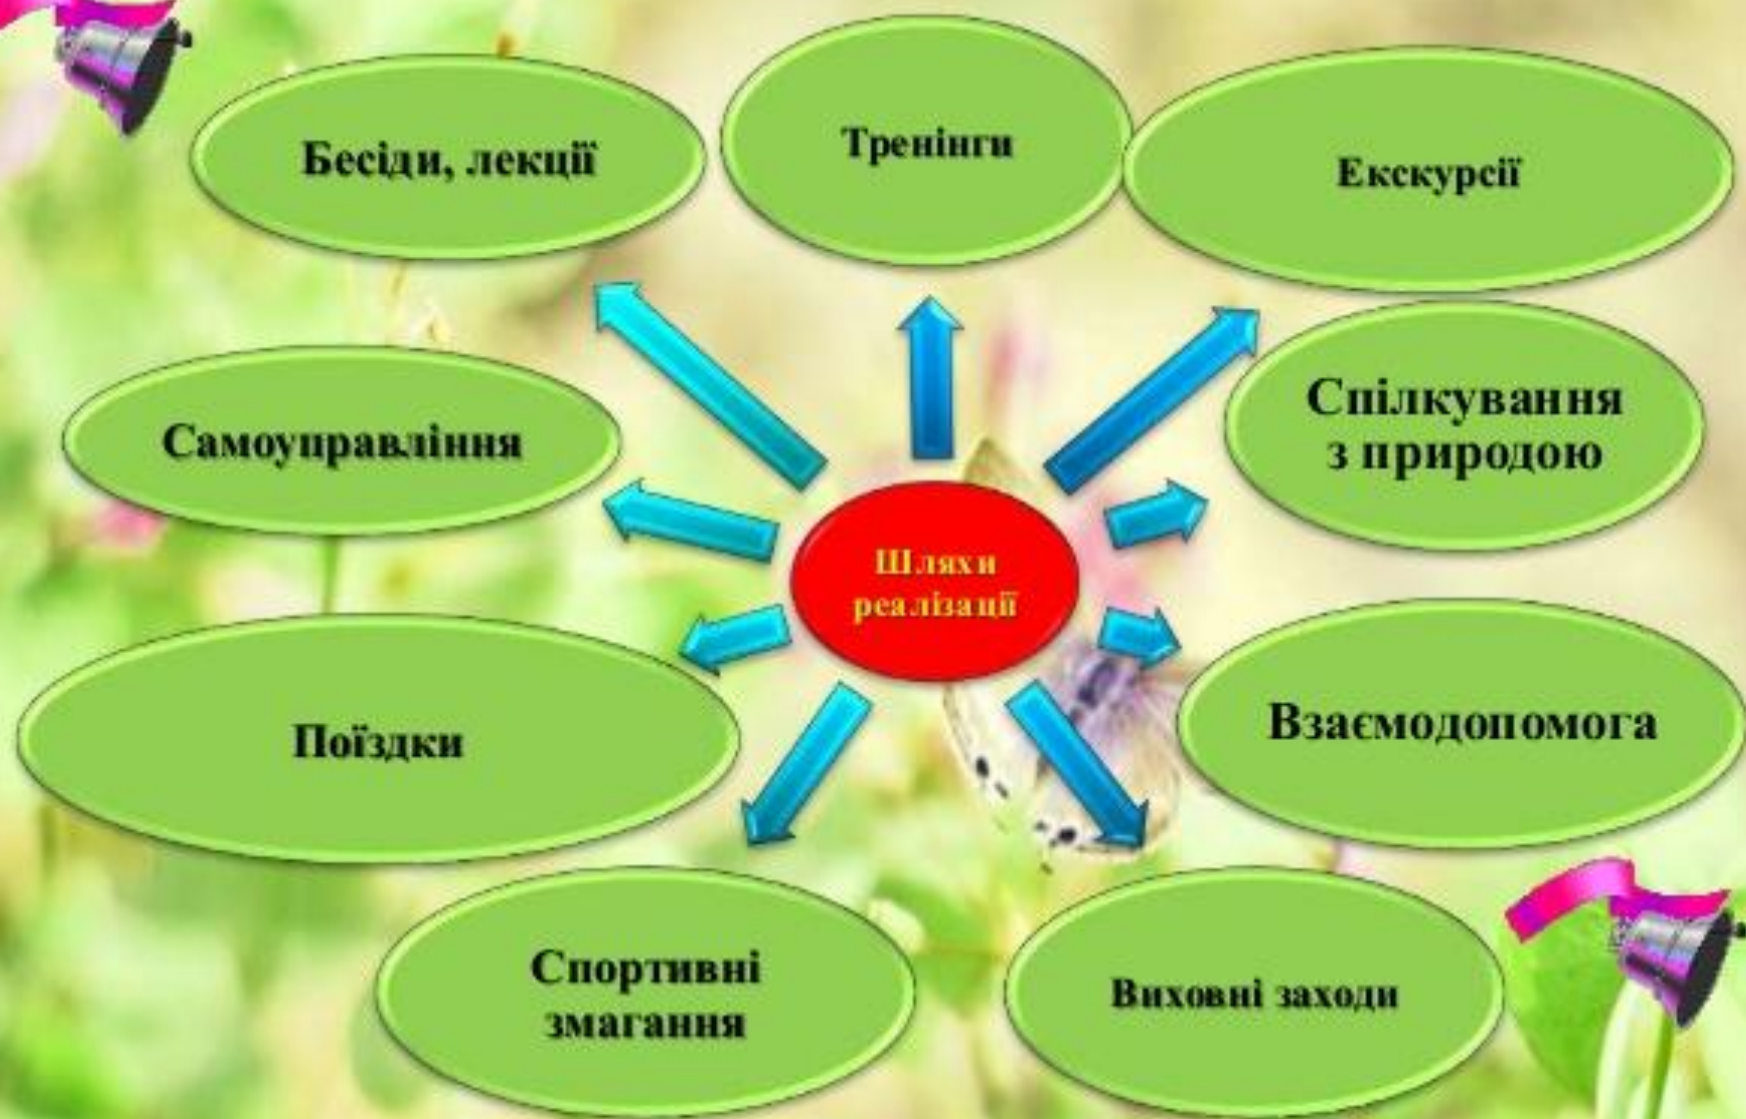 Бесіди, лекції
Тренінги
Екскурсії
Самоуправління
Спілкування
з природою
Шляхи
реалізації
Поїздки
Взаємодопомога
Спортивні
змагання
Виховні заходи